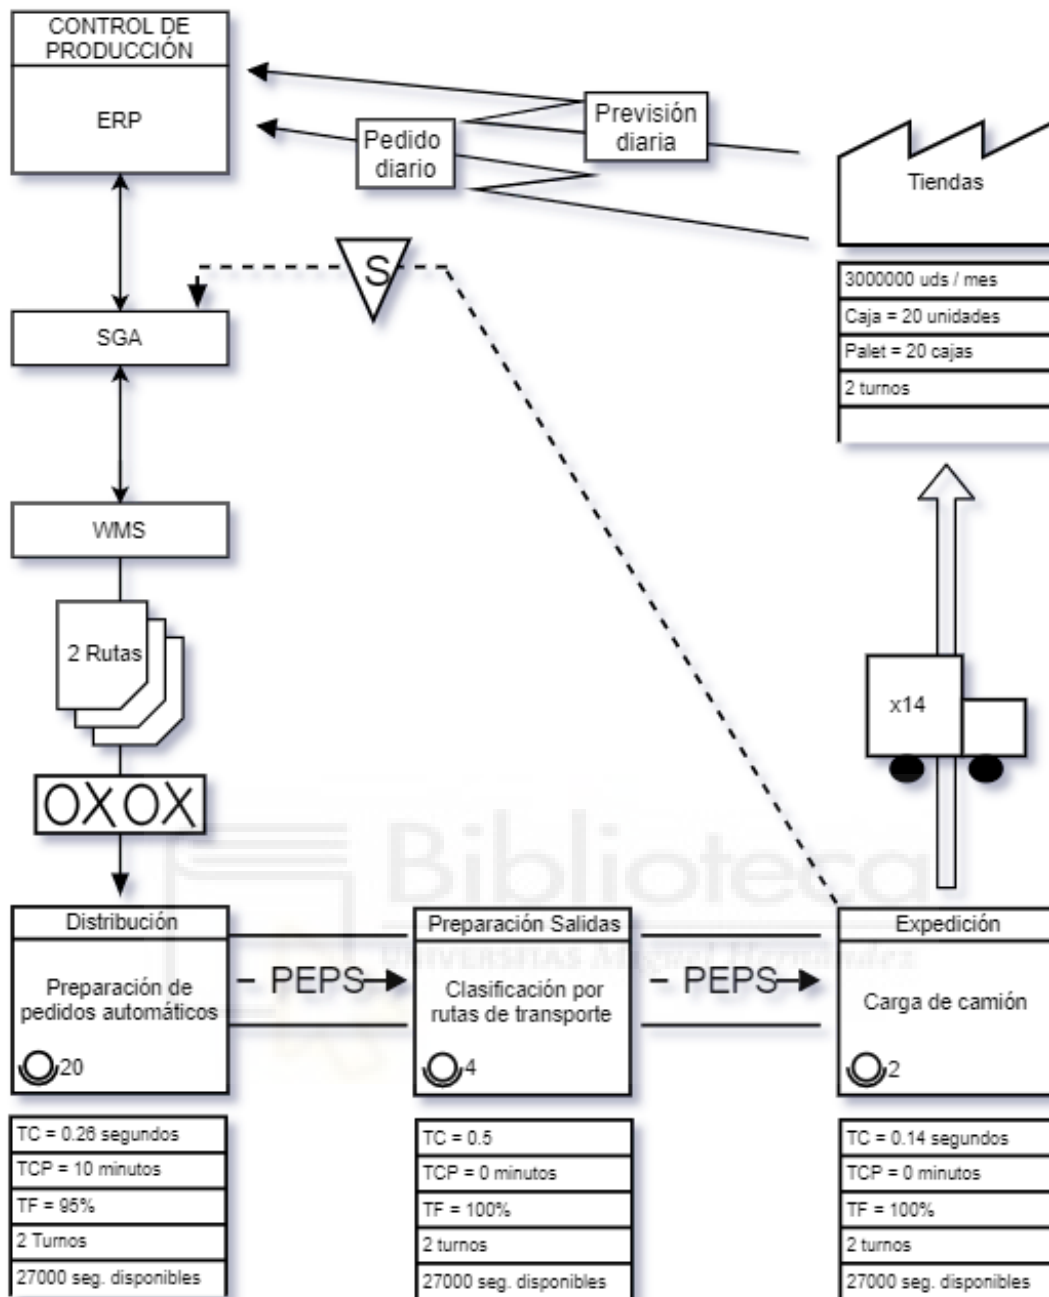 CONTROL DE
PRODUCCIÓN
ERP
Previsión
diaria
Pedido
diario
Tiendas
S
3000000 uds / mes
Caja = 20 unidades
Palet = 20 cajas
2 turnos
SGA
WMS
2 Rutas
x14
OXOX
Biblioteca
UNIVERSITAS Miguel Hernández
Distribución
Preparación de
pedidos automáticos
20
PEPS
Preparación Salidas
Clasificación por
rutas de transporte
4
PEPS
Expedición
Carga de camión
2
TC = 0.26 segundos
TCP = 10 minutos
TF = 95%
2 Turnos
27000 seg. disponibles
TC = 0.5
TCP = 0 minutos
TF = 100%
2 turnos
27000 seg. disponibles
TC = 0.14 segundos
TCP = 0 minutos
TF = 100%
2 turnos
27000 seg. disponibles